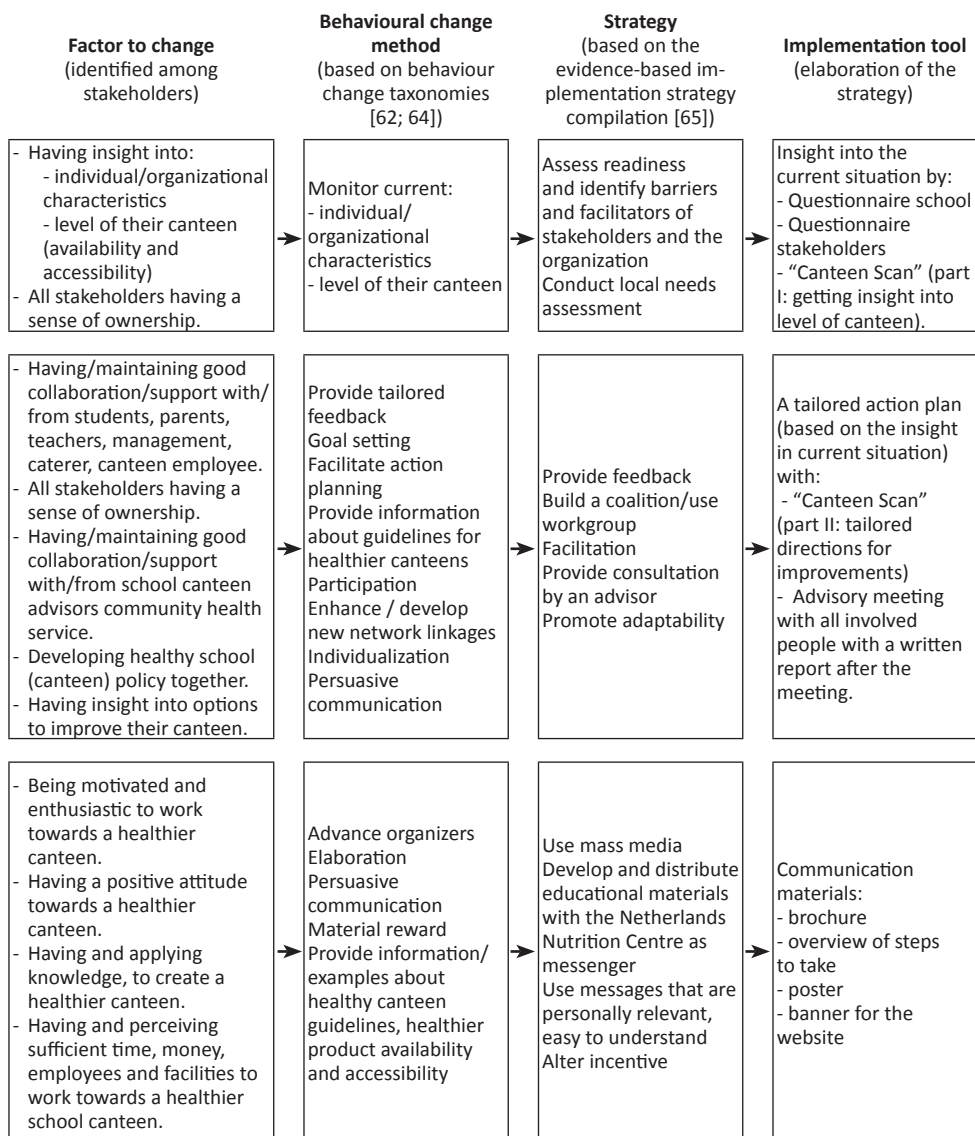 Factor to change
(identified among
stakeholders)
Behavioural change
method
(based on behaviour
change taxonomies
[62; 64])
Strategy
(based on the
evidence-based im-
plementation strategy
compilation [65])
Implementation tool
(elaboration of the
strategy)
- Having insight into:
- individual/organizational
characteristics
- level of their canteen
(availability and
accessibility)
- All stakeholders having a
sense of ownership.
Monitor current:
- individual/
organizational
characteristics
- level of their canteen
Assess readiness
and identify barriers
and facilitators of
stakeholders and the
organization
Conduct local needs
assessment
Insight into the
current situation by:
- Questionnaire school
- Questionnaire
stakeholders
- “Canteen Scan” (part
I: getting insight into
level of canteen).
- Having/maintaining good
collaboration/support with/
from students, parents,
teachers, management,
caterer, canteen employee.
- All stakeholders having a
sense of ownership.
- Having/maintaining good
collaboration/support
with/from school canteen
advisors community health
service.
- Developing healthy school
(canteen) policy together.
- Having insight into options
to improve their canteen.
Provide tailored
feedback
Goal setting
Facilitate action
planning
Provide information
about guidelines for
healthier canteens
Participation
Enhance / develop
new network linkages
Individualization
Persuasive
communication
Provide feedback
Build a coalition/use
workgroup
Facilitation
Provide consultation
by an advisor
Promote adaptability
A tailored action plan
(based on the insight
in current situation)
with:
- “Canteen Scan”
(part II: tailored
directions for
improvements)
- Advisory meeting
with all involved
people with a written
report after the
meeting.
- Being motivated and
enthusiastic to work
towards a healthier
canteen.
- Having a positive attitude
towards a healthier
canteen.
- Having and applying
knowledge, to create a
healthier canteen.
- Having and perceiving
sufficient time, money,
employees and facilities to
work towards a healthier
school canteen.
Advance organizers
Elaboration
Persuasive
communication
Material reward
Provide information/
examples about
healthy canteen
guidelines, healthier
product availability
and accessibility
Use mass media
Develop and distribute
educational materials
with the Netherlands
Nutrition Centre as
messenger
Use messages that are
personally relevant,
easy to understand
Alter incentive
Communication
materials:
- brochure
- overview of steps
to take
- poster
- banner for the
website